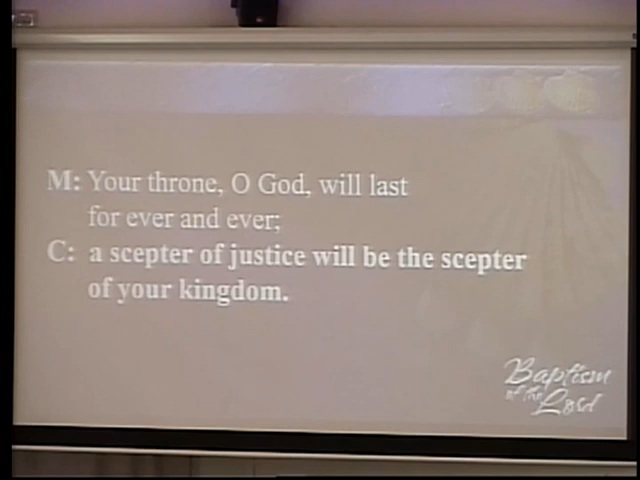 M: Your throne, O God, will last
for ever and ever;
C: a scepter of justice will be the scepter
of your kingdom.
Baptism
of the Lord